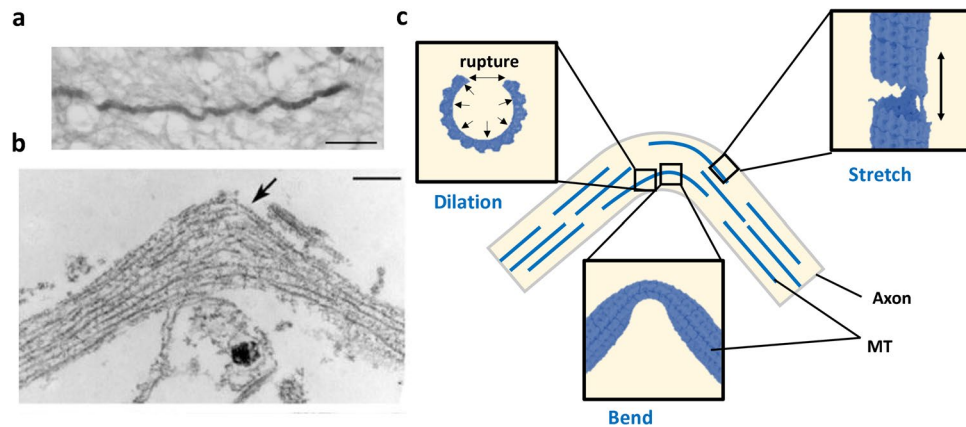 a
b
c
rupture
Dilation
Stretch
Bend
Axon
MT